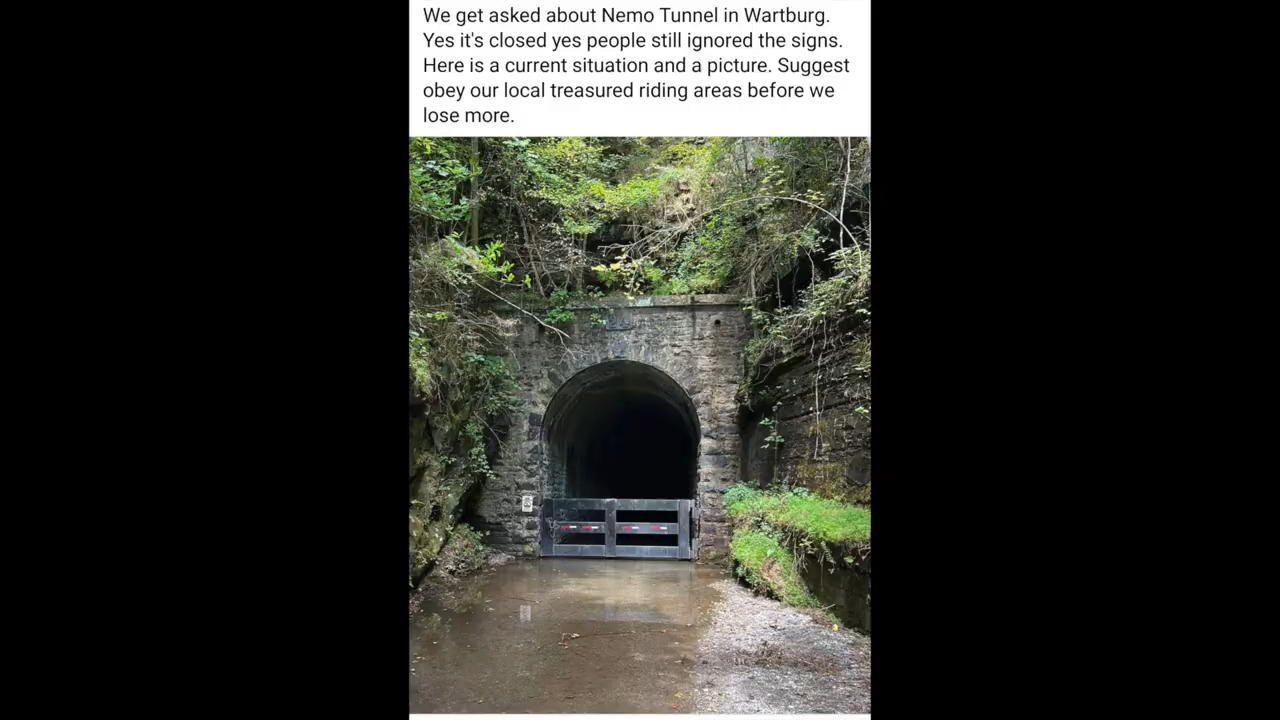 We get asked about Nemo Tunnel in Wartburg.
Yes it's closed yes people still ignored the signs.
Here is a current situation and a picture. Suggest
obey our local treasured riding areas before we
lose more.